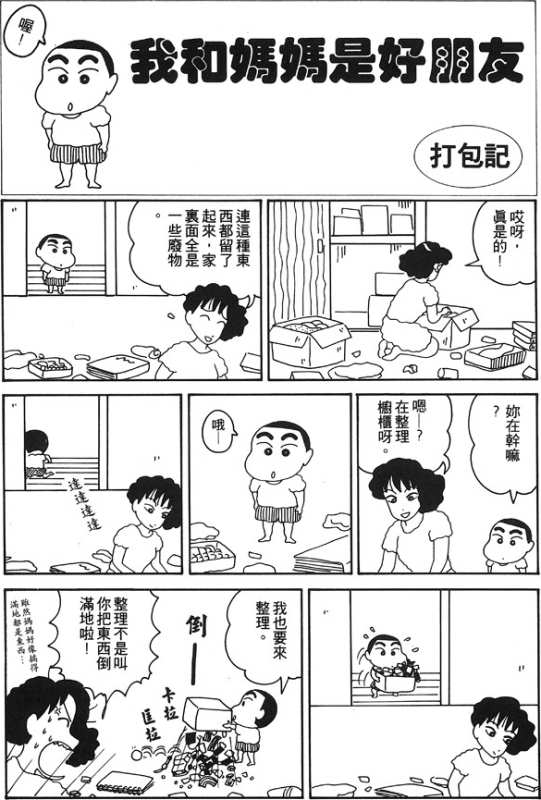 喔！
我和媽媽是好朋友
打包記
哎呀，
真是的！
連這種東
西都留了
起來，家
裏面全是
一些廢物
。
妳在幹嘛
？
嗯—？
在整理
櫥櫃呀。
哦—
達達達達
我也要來
整理。
倒—
卡拉
匡拉
整理不是叫
你把東西倒
滿地啦！
雖然媽媽好像搞得
滿地都是東西…